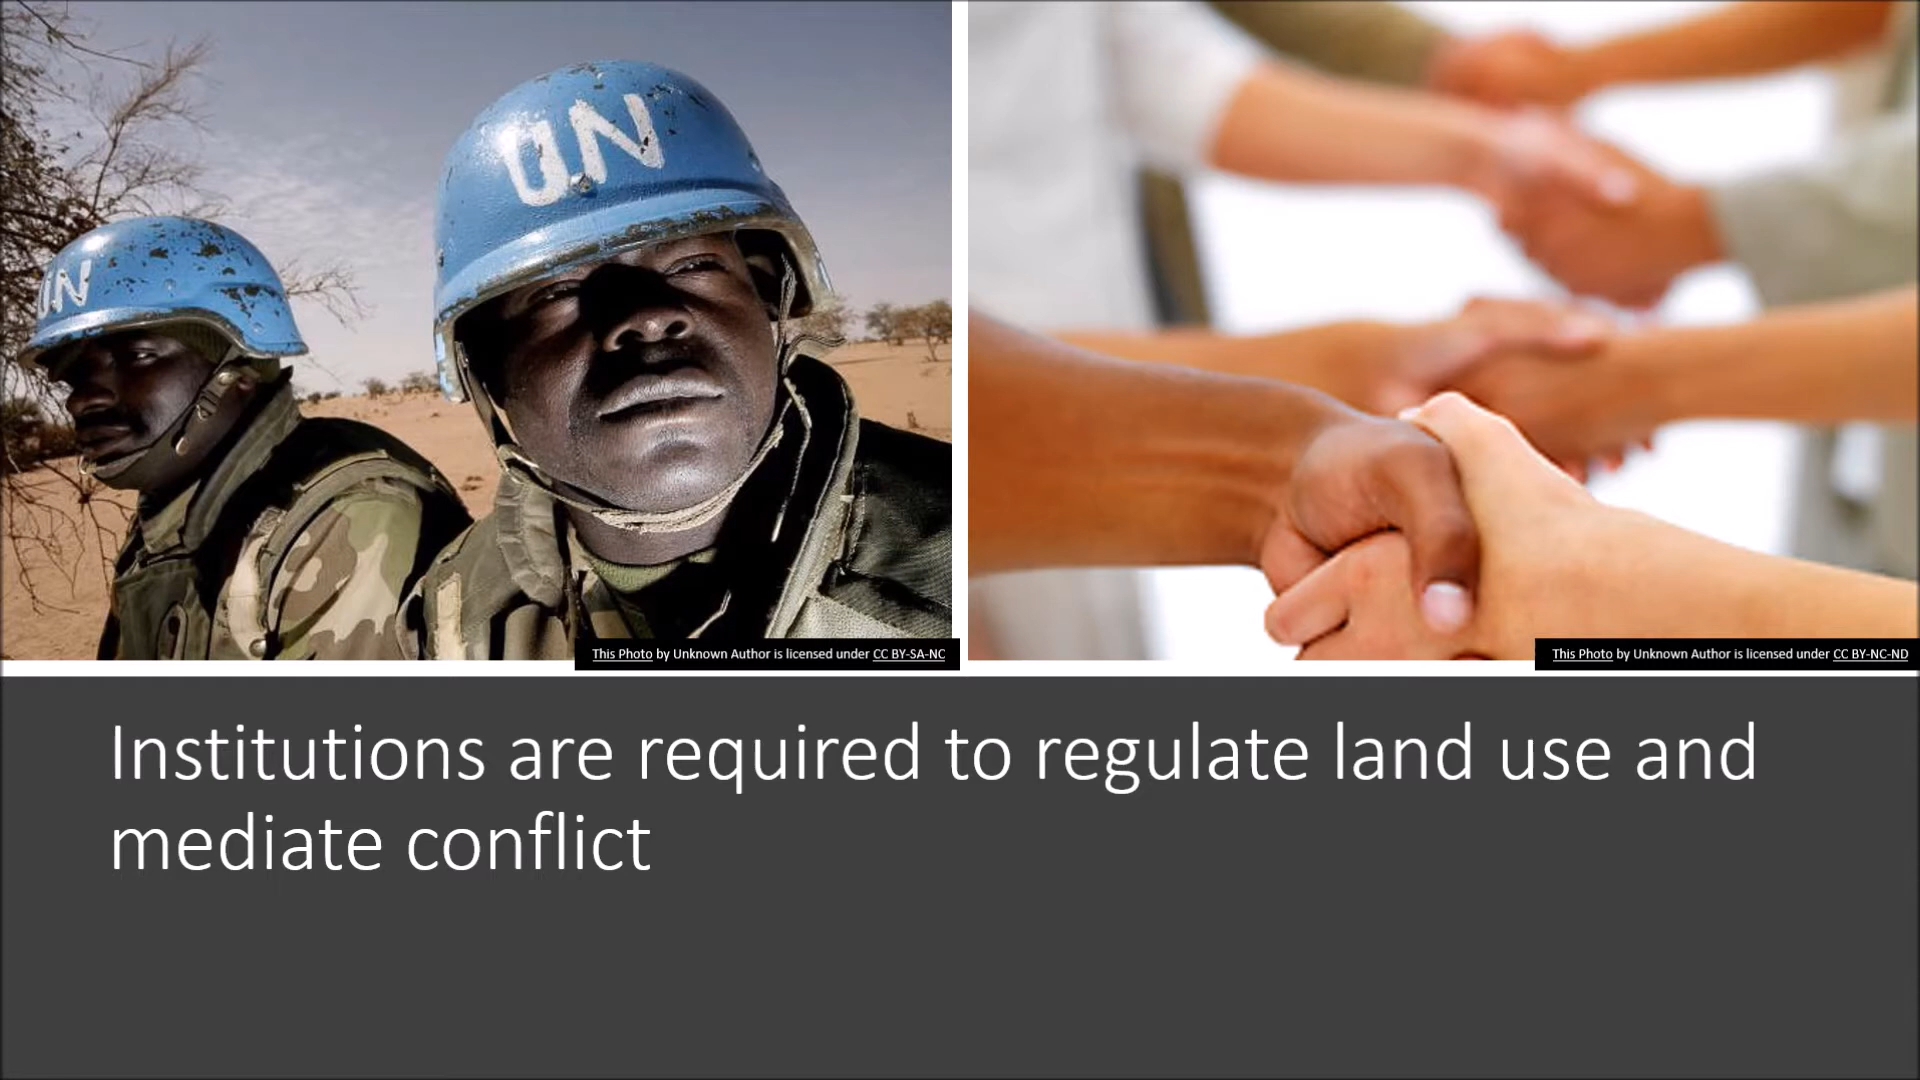 UN
UN
This Photo by Unknown Author is licensed under CC BY-SA-NC
This Photo by Unknown Author is licensed under CC BY-NC-ND
Institutions are required to regulate land use and
mediate conflict